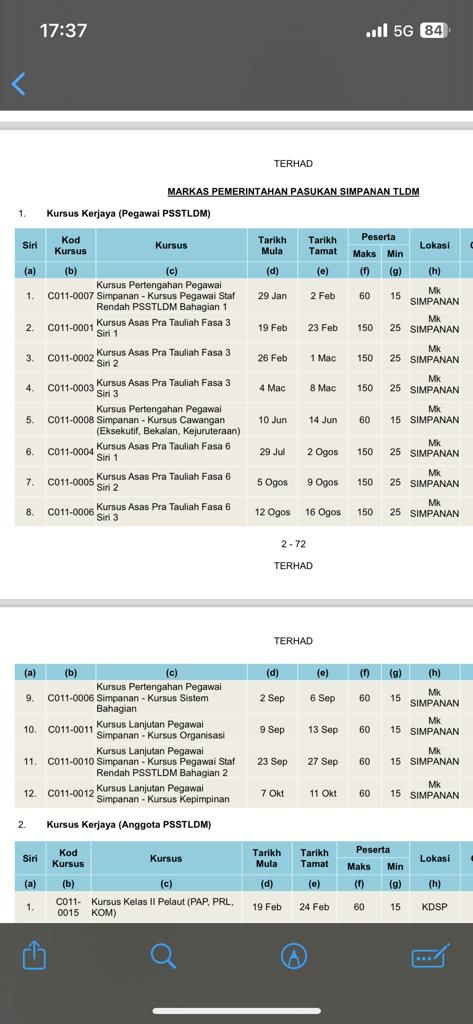 17:37
5G 84
TERHAD
MARKAS PEMERINTAHAN PASUKAN SIMPANAN TLDM
1. Kursus Kerjaya (Pegawai PSSTLDM)
Siri Kod Kursus Kursus Tarikh Mula Tarikh Tamat Peserta Maks Min Lokasi
(a) (b) (c) (d) (e) (f) (g) (h)
1. C011-0007 Kursus Pertengahan Pegawai Simpanan - Kursus Pegawai Staf Rendah PSSTLDM Bahagian 1 29 Jan 2 Feb 60 15 Mk SIMPANAN
2. C011-0001 Kursus Asas Pra Tauliah Fasa 3 Siri 1 19 Feb 23 Feb 150 25 Mk SIMPANAN
3. C011-0002 Kursus Asas Pra Tauliah Fasa 3 Siri 2 26 Feb 1 Mac 150 25 Mk SIMPANAN
4. C011-0003 Kursus Asas Pra Tauliah Fasa 3 Siri 3 4 Mac 8 Mac 150 25 Mk SIMPANAN
5. C011-0008 Kursus Pertengahan Pegawai Simpanan - Kursus Cawangan (Eksekutif, Bekalan, Kejuruteraan) 10 Jun 14 Jun 60 15 Mk SIMPANAN
6. C011-0004 Kursus Asas Pra Tauliah Fasa 6 Siri 1 29 Jul 2 Ogos 150 25 Mk SIMPANAN
7. C011-0005 Kursus Asas Pra Tauliah Fasa 6 Siri 2 5 Ogos 9 Ogos 150 25 Mk SIMPANAN
8. C011-0006 Kursus Asas Pra Tauliah Fasa 6 Siri 3 12 Ogos 16 Ogos 150 25 Mk SIMPANAN
2 - 72
TERHAD
TERHAD
(a) (b) (c) (d) (e) (f) (g) (h)
9. C011-0006 Kursus Pertengahan Pegawai Simpanan - Kursus Sistem Bahagian 2 Sep 6 Sep 60 15 Mk SIMPANAN
10. C011-0011 Kursus Lanjutan Pegawai Simpanan - Kursus Organisasi 9 Sep 13 Sep 60 15 Mk SIMPANAN
11. C011-0010 Kursus Lanjutan Pegawai Simpanan - Kursus Pegawai Staf Rendah PSSTLDM Bahagian 2 23 Sep 27 Sep 60 15 Mk SIMPANAN
12. C011-0012 Kursus Lanjutan Pegawai Simpanan - Kursus Kepimpinan 7 Okt 11 Okt 60 15 Mk SIMPANAN
2. Kursus Kerjaya (Anggota PSSTLDM)
Siri Kod Kursus Kursus Tarikh Mula Tarikh Tamat Peserta Maks Min Lokasi
(a) (b) (c) (d) (e) (f) (g) (h)
1. C011-0015 Kursus Kelas II Pelaut (PAP, PRL, KOM) 19 Feb 24 Feb 60 15 KDSP